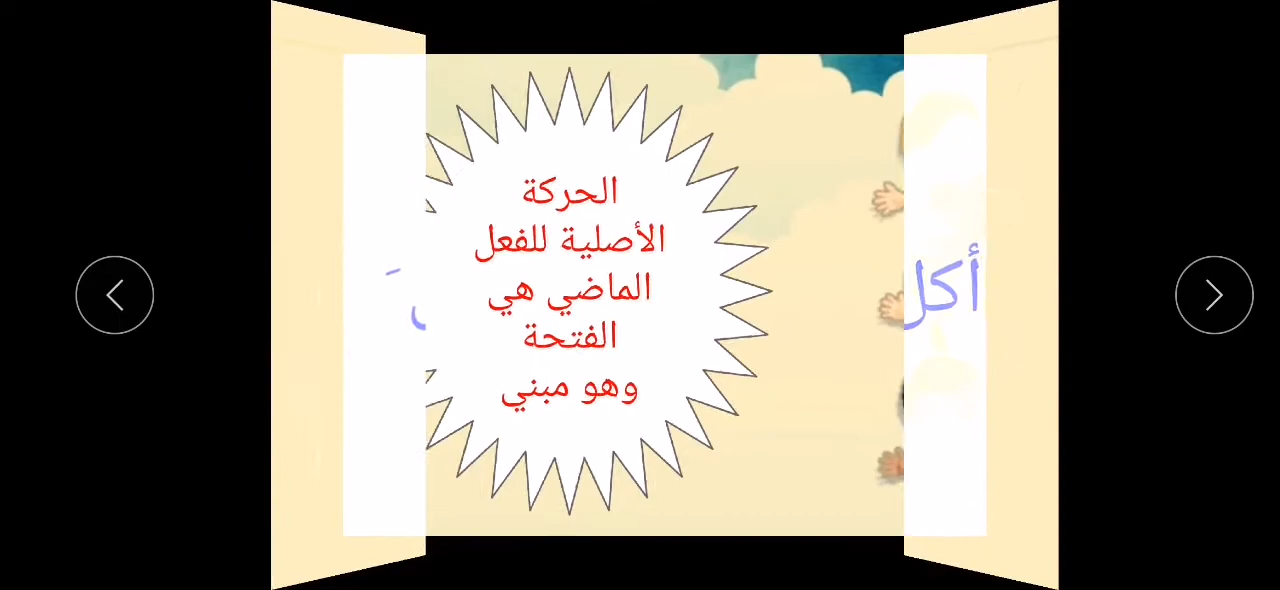 الحركة
الأصلية للفعل
الماضي هي
الفتحة
وهو مبني
أكل